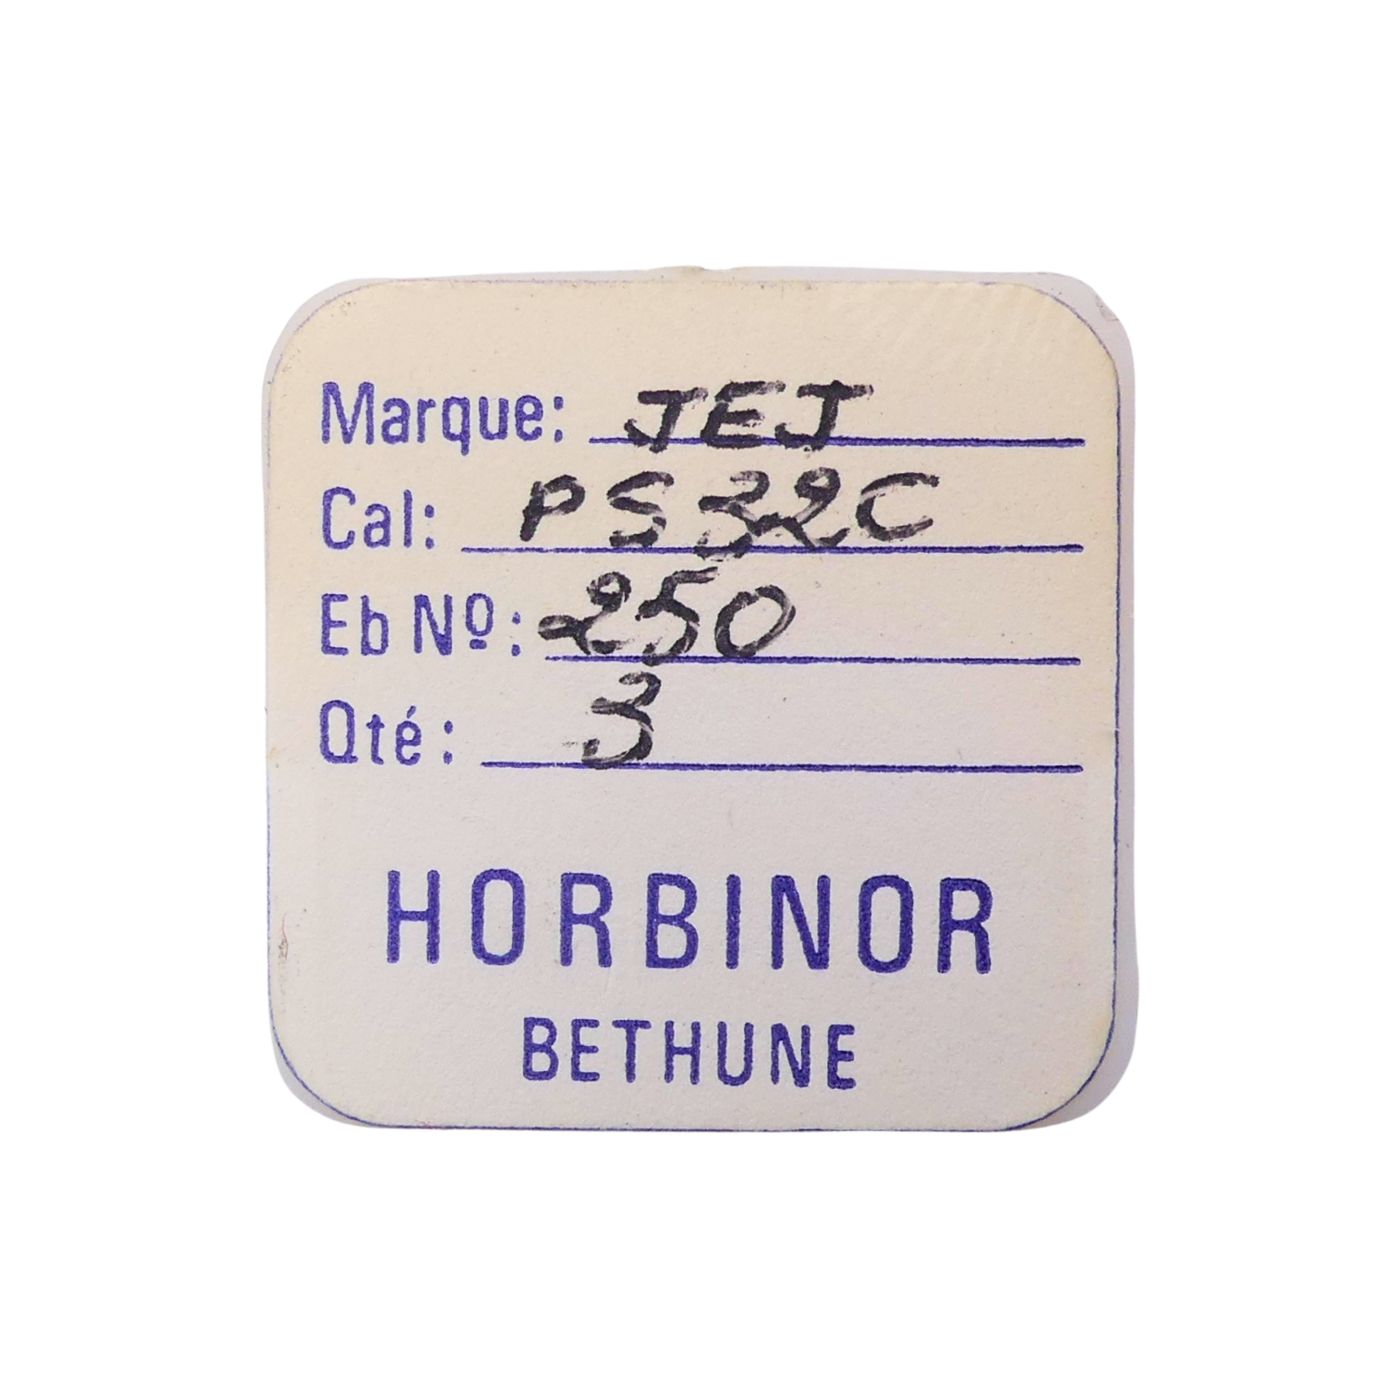 Marque: JEJ
Cal: PS32C
Eb Nº: 250
Qté: 3
HORBINOR
BETHUNE